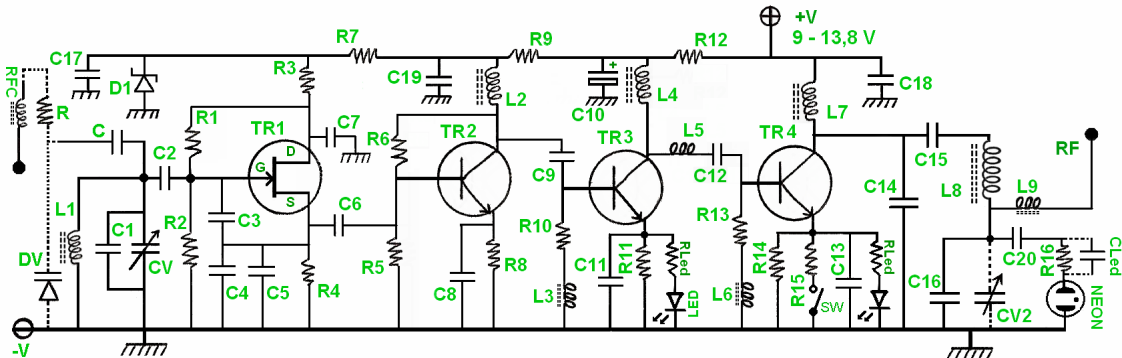 +V
9 - 13,8 V
R7
R9
R12
C17
D1
R3
C19
L2
C10
+
L4
L7
C18
RFC
R
C
C2
R1
TR1
C7
D
G
S
R6
TR2
C9
TR3
L5
C12
TR4
C15
RF
L1
C1
CV
DV
R2
C3
C6
R10
R13
C14
L8
L9
C4
C5
R4
R5
C8
R8
L3
C11
R11
RLed
LED
L6
R14
R15
SW
C13
RLed
C16
C20
R16
CLed
CV2
NEON
-V